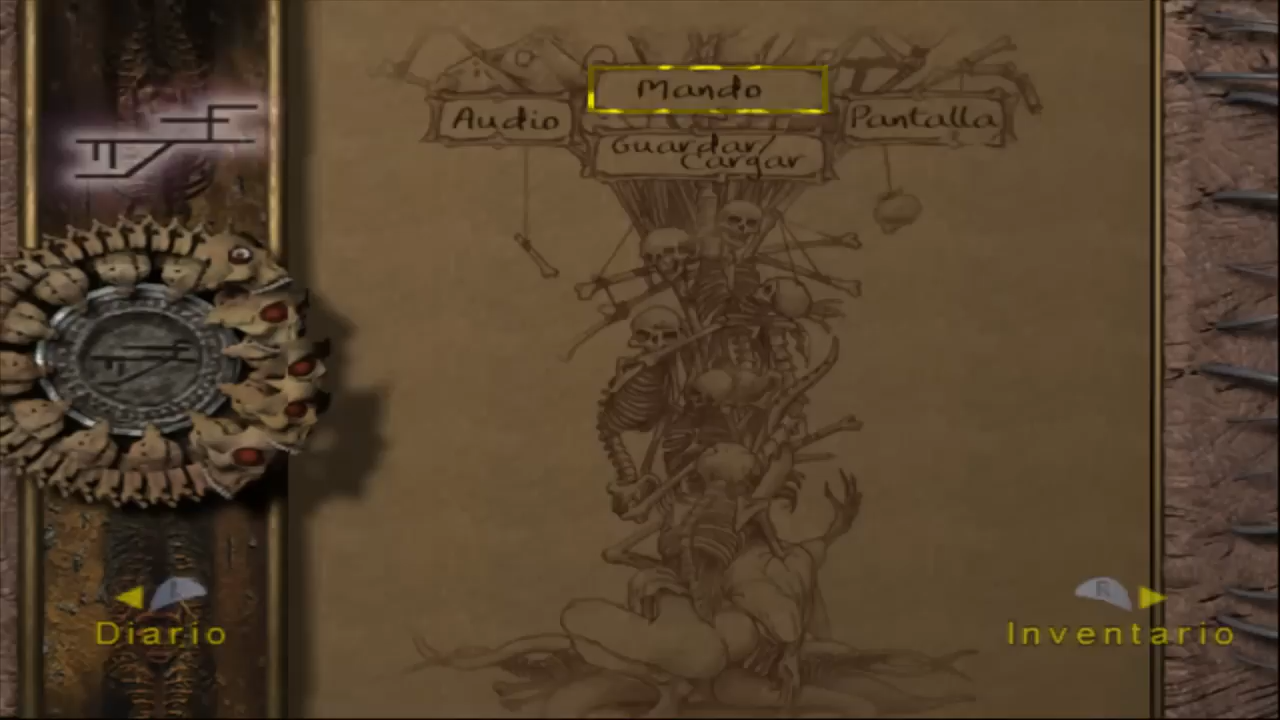 Mando
Audio
Pantalla
Guardar/
Cargar
L
R
Diario
Inventario